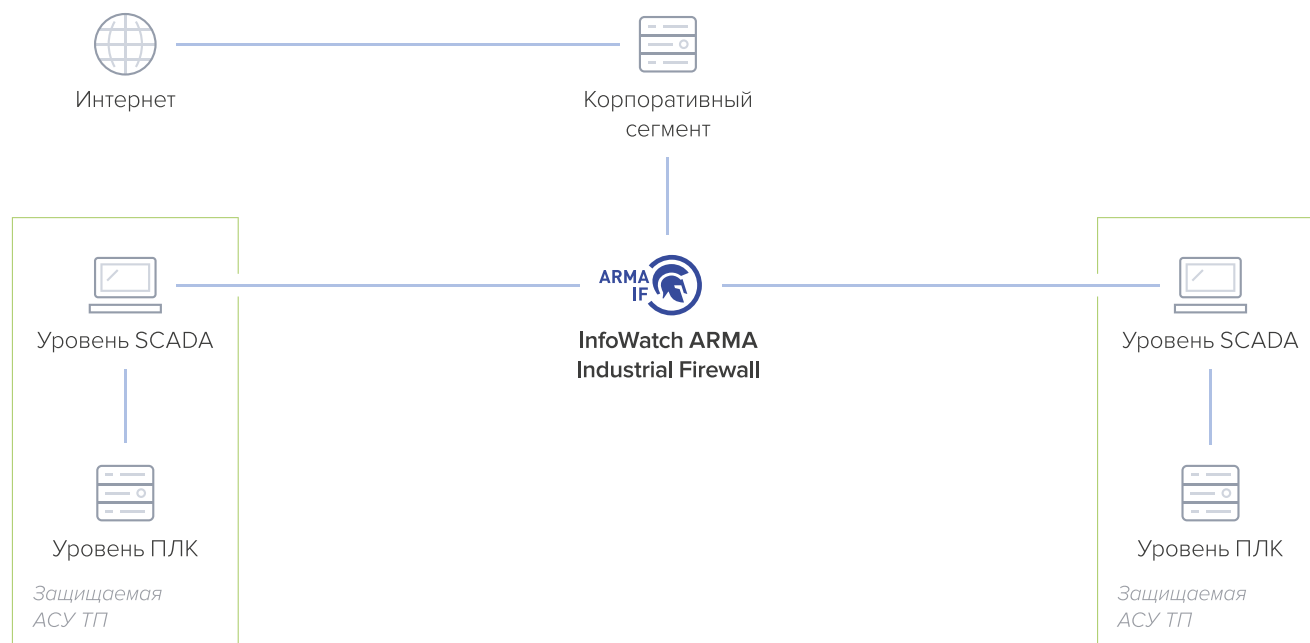 Интернет
Корпоративный
сегмент
ARMA
IF
InfoWatch ARMA
Industrial Firewall
Уровень SCADA
Уровень ПЛК
Защищаемая
АСУ ТП
Уровень SCADA
Уровень ПЛК
Защищаемая
АСУ ТП